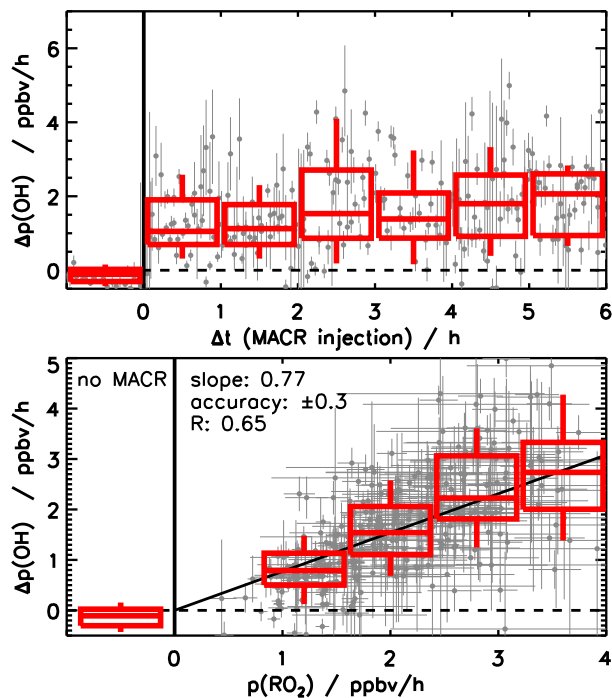 6
4
2
0
Δp(OH) / ppbv/h
0 1 2 3 4 5 6
Δt (MACR injection) / h
no MACR
slope: 0.77
accuracy: ±0.3
R: 0.65
5
4
3
2
1
0
Δp(OH) / ppbv/h
0 1 2 3 4
p(RO₂) / ppbv/h